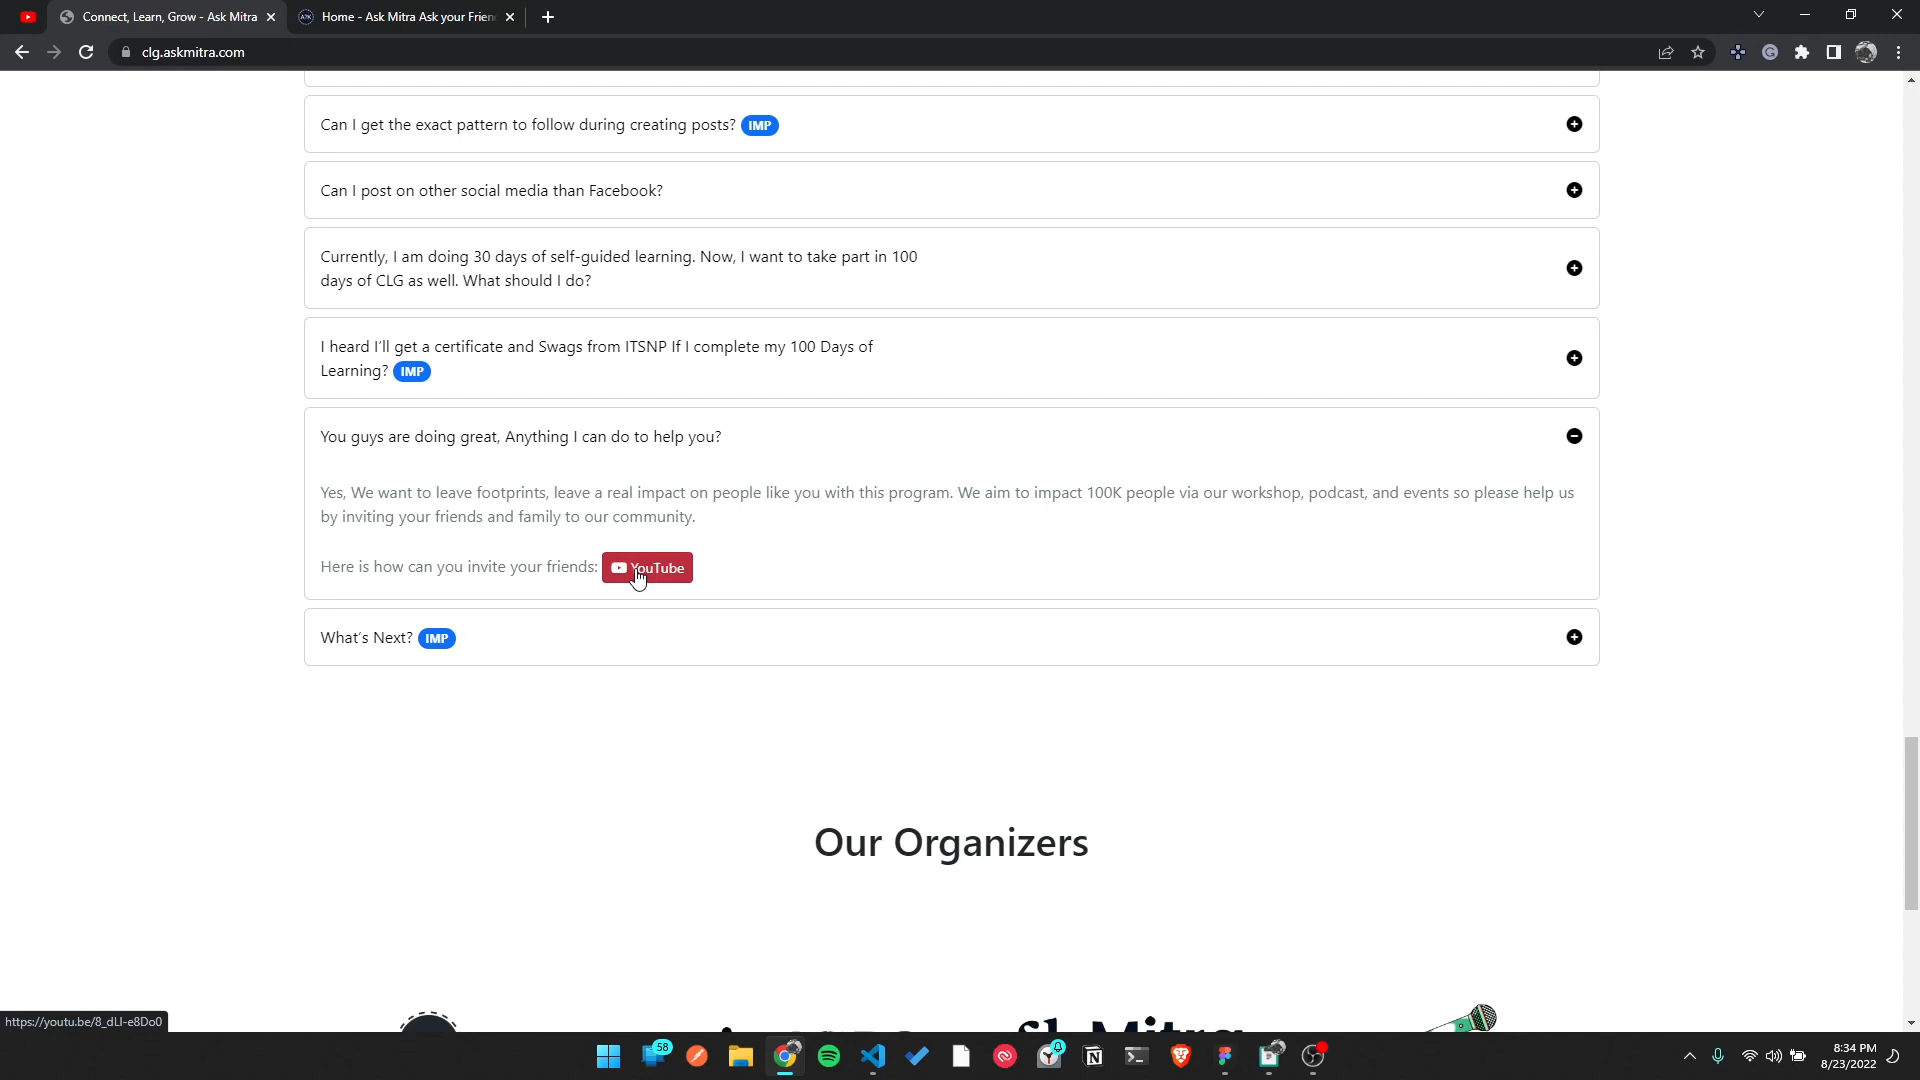 Connect, Learn, Grow - Ask Mitra
Home - Ask Mitra Ask your Frien
clg.askmitra.com
Can I get the exact pattern to follow during creating posts? IMP
Can I post on other social media than Facebook?
Currently, I am doing 30 days of self-guided learning. Now, I want to take part in 100
days of CLG as well. What should I do?
I heard I'll get a certificate and Swags from ITSNP If I complete my 100 Days of
Learning? IMP
You guys are doing great, Anything I can do to help you?
Yes, We want to leave footprints, leave a real impact on people like you with this program. We aim to impact 100K people via our workshop, podcast, and events so please help us
by inviting your friends and family to our community.
Here is how can you invite your friends: YouTube
What's Next? IMP
Our Organizers
https://youtu.be/8_dLI-e8Do0
58
8:34 PM
8/23/2022